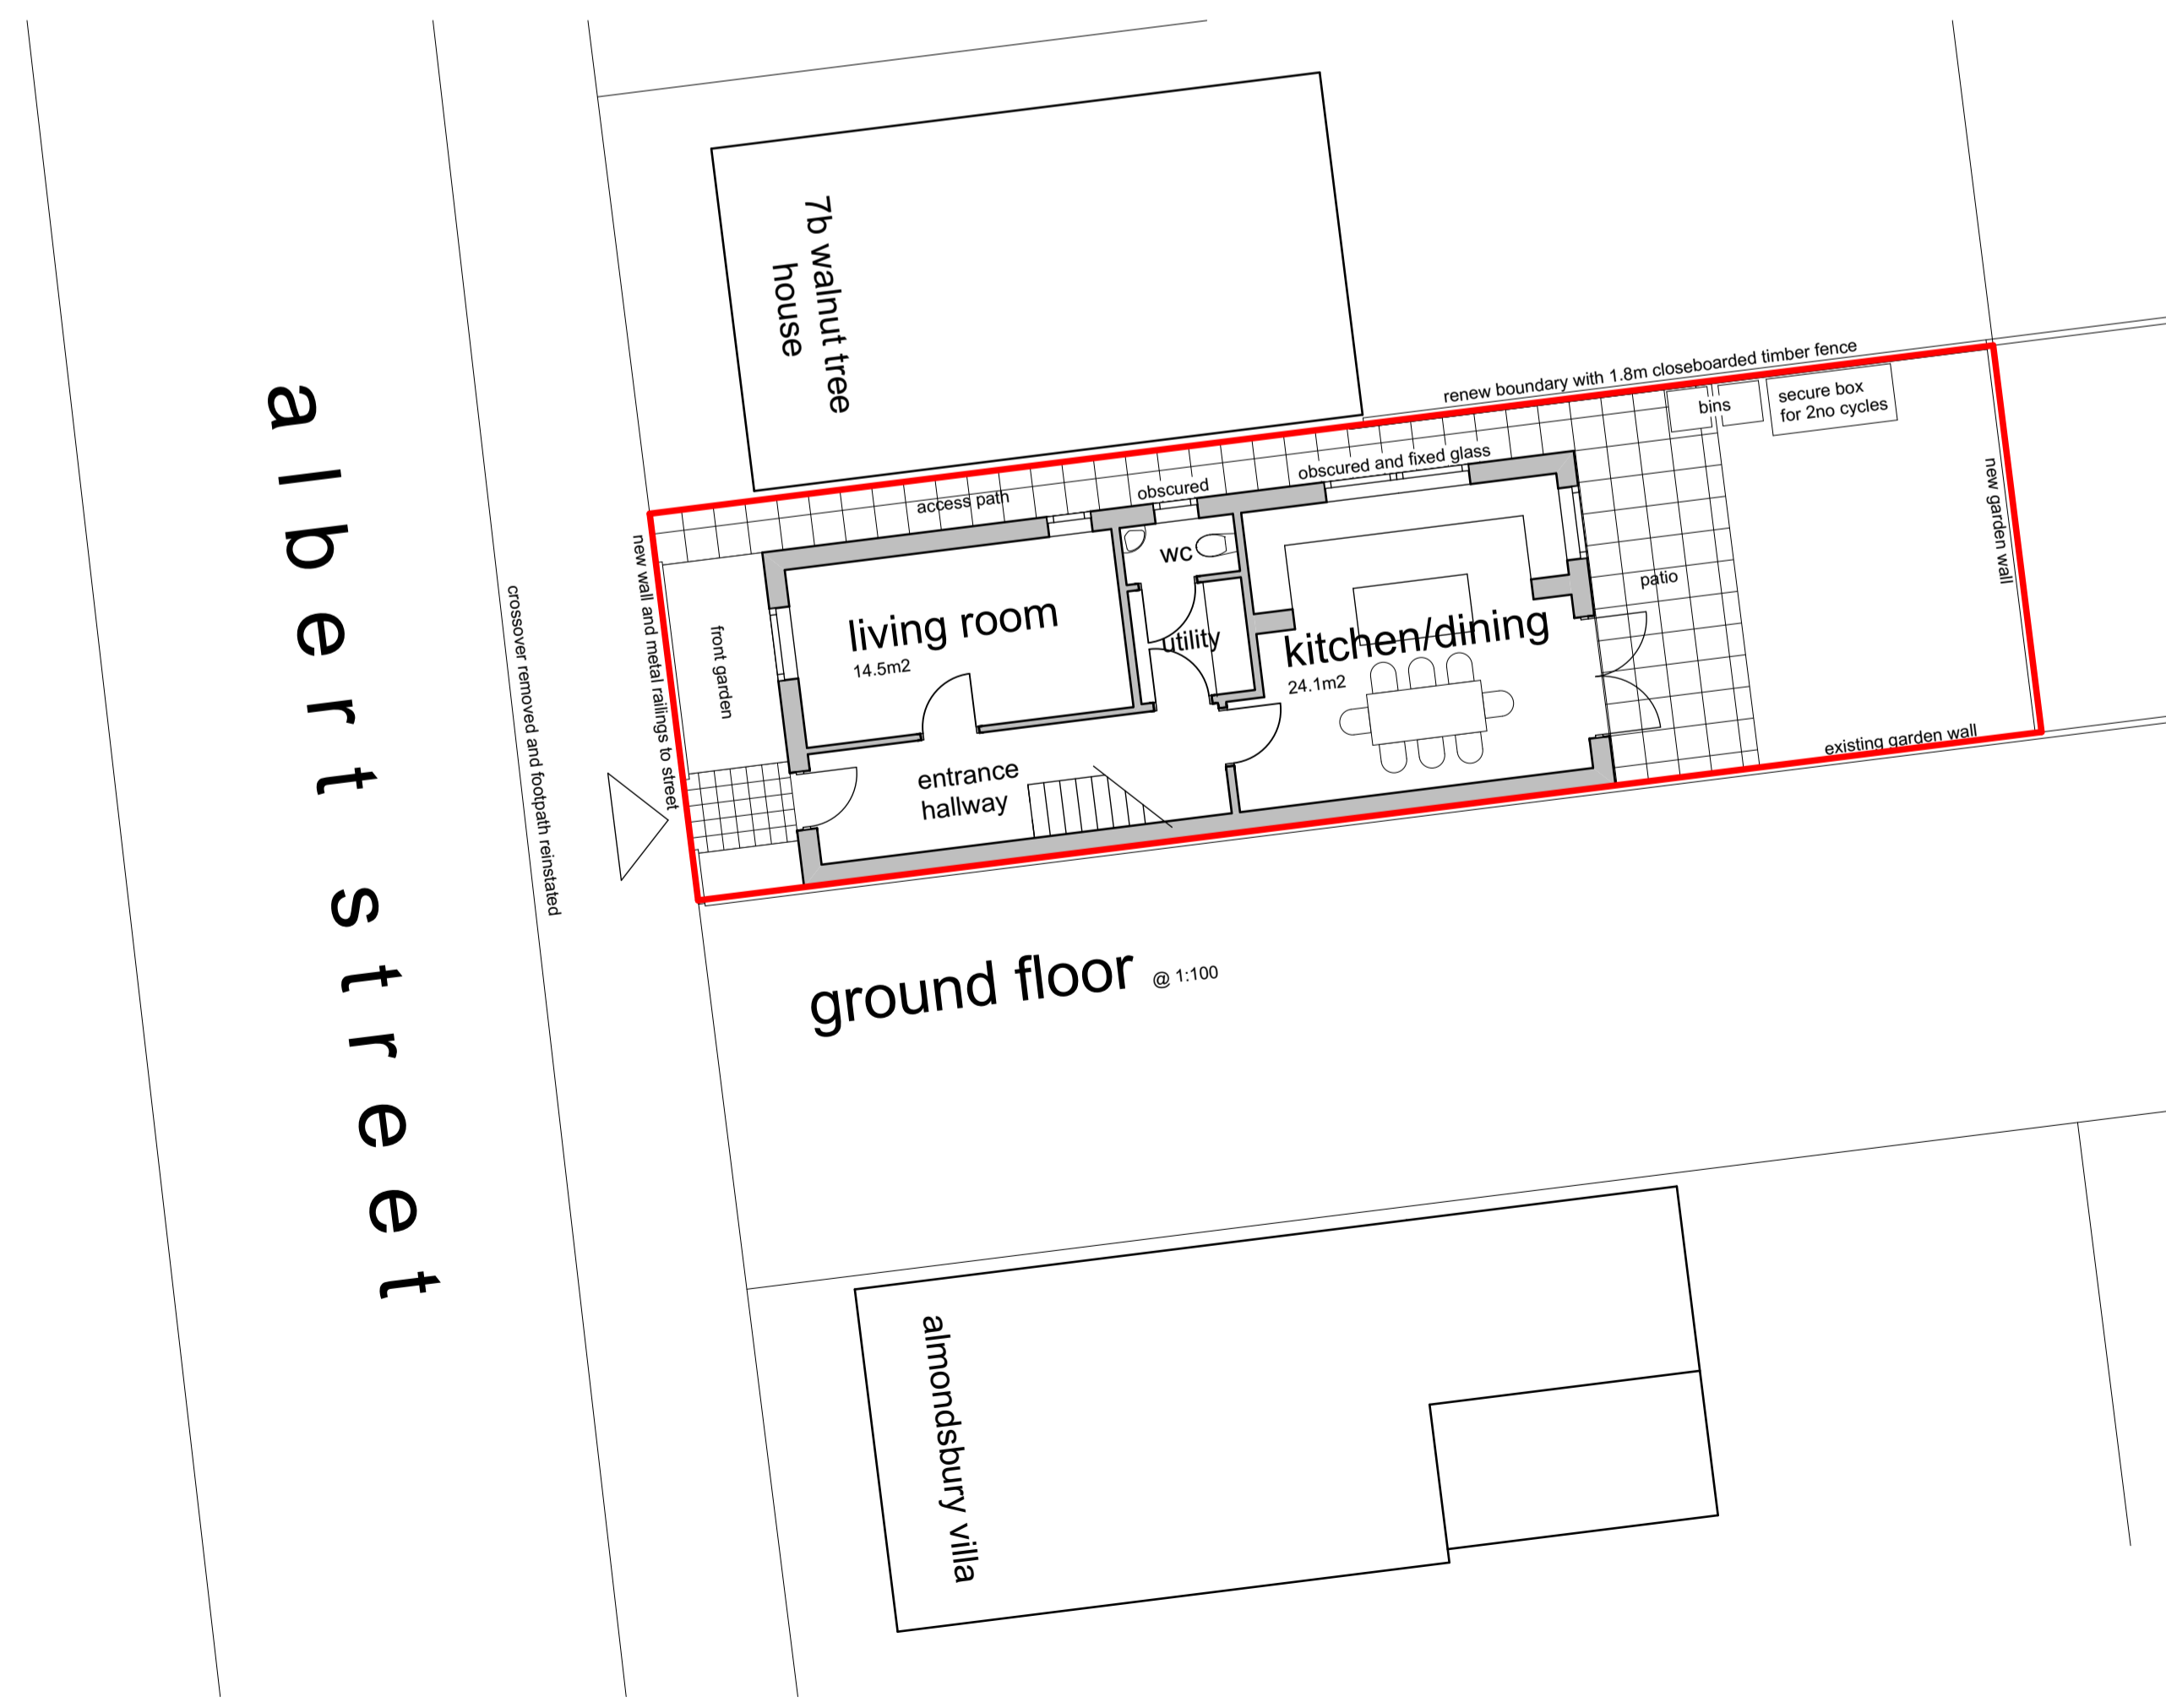 albert street
crossover removed and footpath reinstated
new wall and metal railings to street
7b walnut tree
house
renew boundary with 1.8m closeboarded timber fence
bins
secure box
for 2no cycles
new garden wall
obscured and fixed glass
obscured
access path
front garden
living room
14.5m2
wc
utility
kitchen/dining
24.1m2
patio
entrance
hallway
existing garden wall
ground floor @ 1:100
almondsbury villa